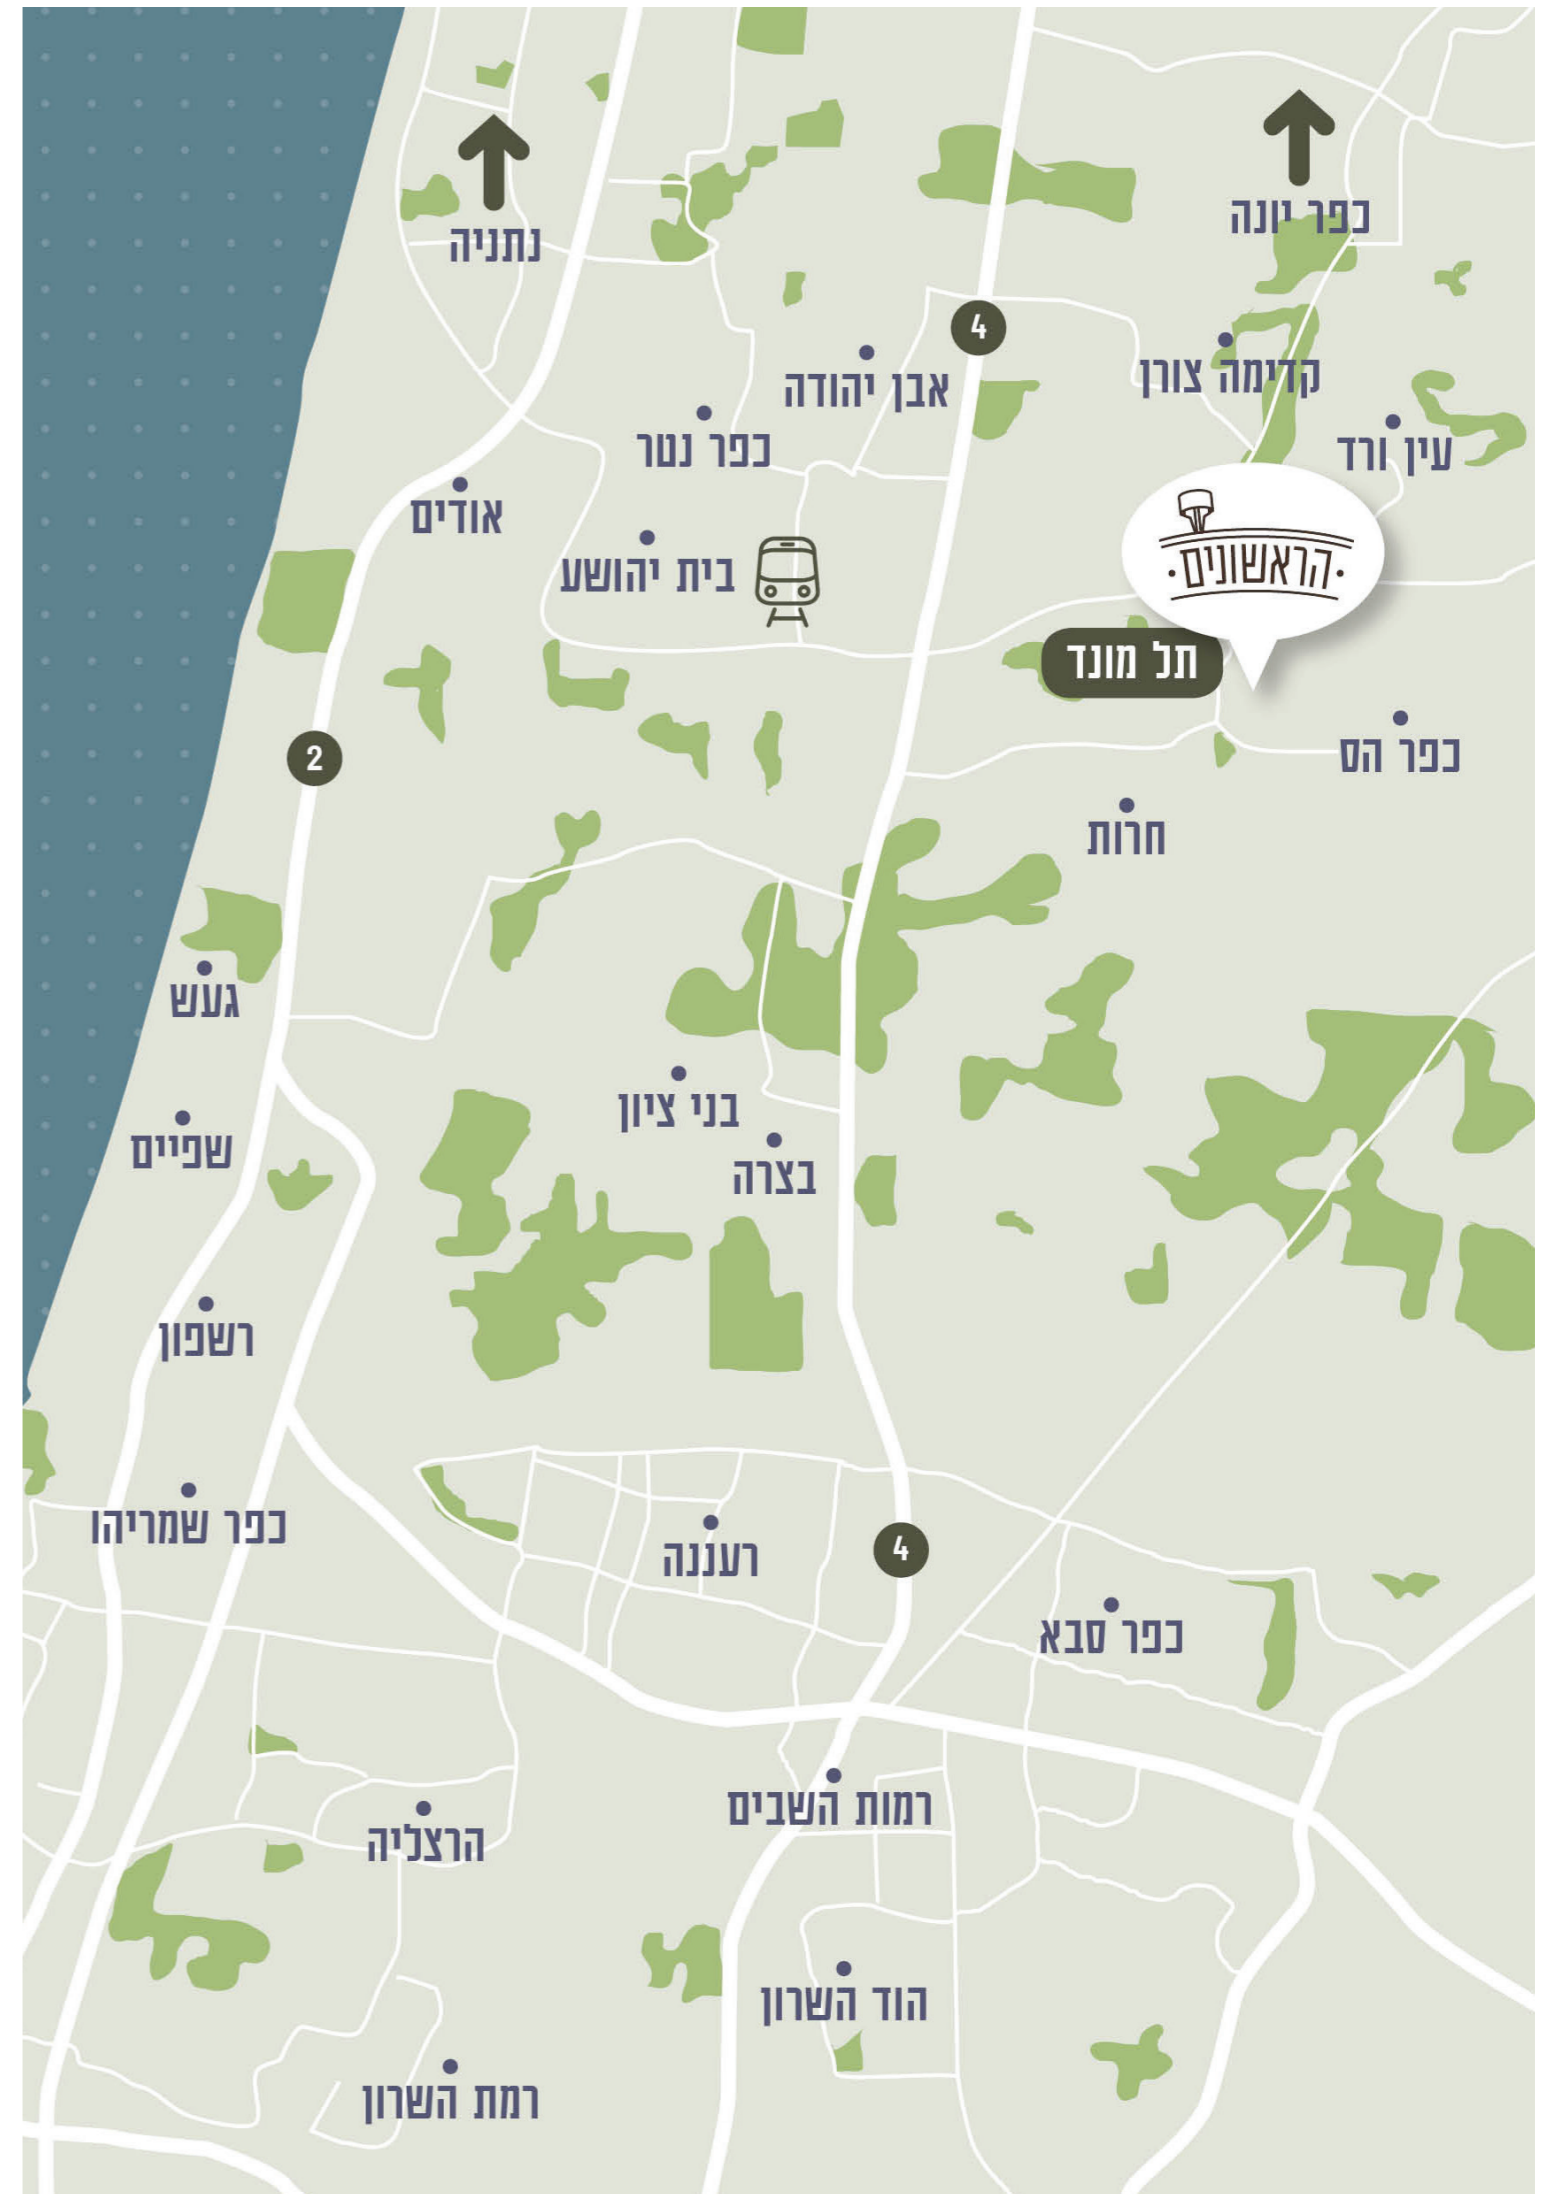 כפר יונה
נתניה
4
קדימה צורן
אבן יהודה
עין ורד
כפר נטר
אודים
בית יהושע
הראשונים
תל מונד
כפר הס
2
חרות
געש
בני ציון
שפיים
בצרה
רשפון
כפר שמריהו
רעננה
4
כפר סבא
רמות השבים
הרצליה
הוד השרון
רמת השרון